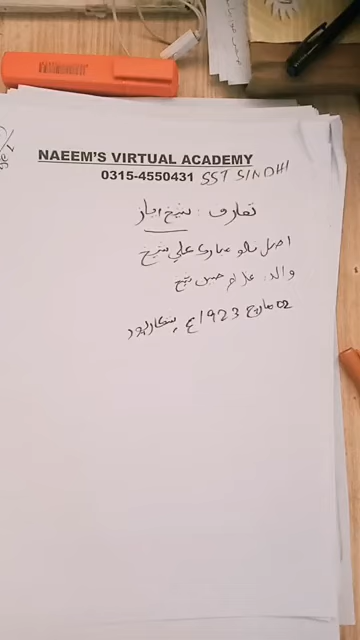 NAEEM'S VIRTUAL ACADEMY
0315-4550431 SST SINDHI
تعارف : شيخ اياز
اصل نالو مبارڪ علي شيخ
والد: غلام حسين شيخ
02 مارچ 1923ع، شڪارپور